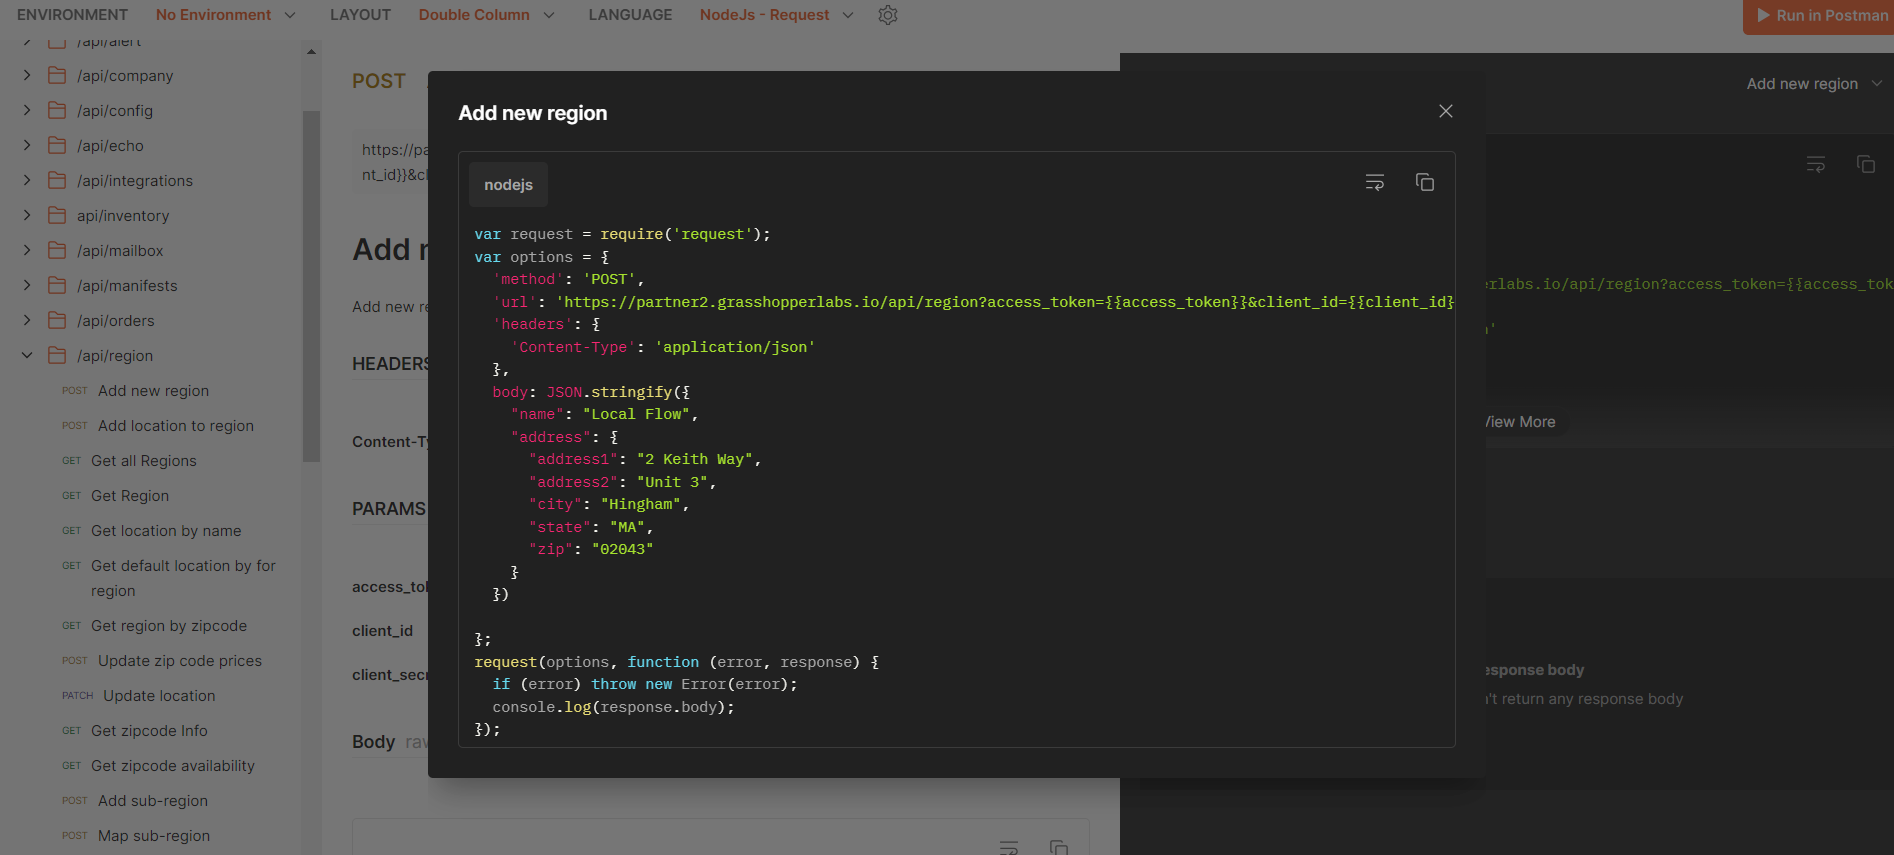 ENVIRONMENT No Environment LAYOUT Double Column LANGUAGE NodeJs - Request Run in Postman
/api/alert
/api/company
/api/config
/api/echo
/api/integrations
api/inventory
/api/mailbox
/api/manifests
/api/orders
/api/region
POST Add new region
POST Add location to region
GET Get all Regions
GET Get Region
GET Get location by name
GET Get default location by for
region
GET Get region by zipcode
POST Update zip code prices
PATCH Update location
GET Get zipcode Info
GET Get zipcode availability
POST Add sub-region
POST Map sub-region
POST
https://pa
nt_id}}&cl
Add n
Add new re
HEADERS
Content-Ty
PARAMS
access_tok
client_id
client_secr
Body raw
Add new region
nodejs
var request = require('request');
var options = {
'method': 'POST',
'url': 'https://partner2.grasshopperlabs.io/api/region?access_token={{access_token}}&client_id={{client_id}
'headers': {
'Content-Type': 'application/json'
},
body: JSON.stringify({
"name": "Local Flow",
"address": {
"address1": "2 Keith Way",
"address2": "Unit 3",
"city": "Hingham",
"state": "MA",
"zip": "02043"
}
})
};
request(options, function (error, response) {
if (error) throw new Error(error);
console.log(response.body);
});
Add new region
erlabs.io/api/region?access_token={{access_tok
'
View More
esponse body
't return any response body